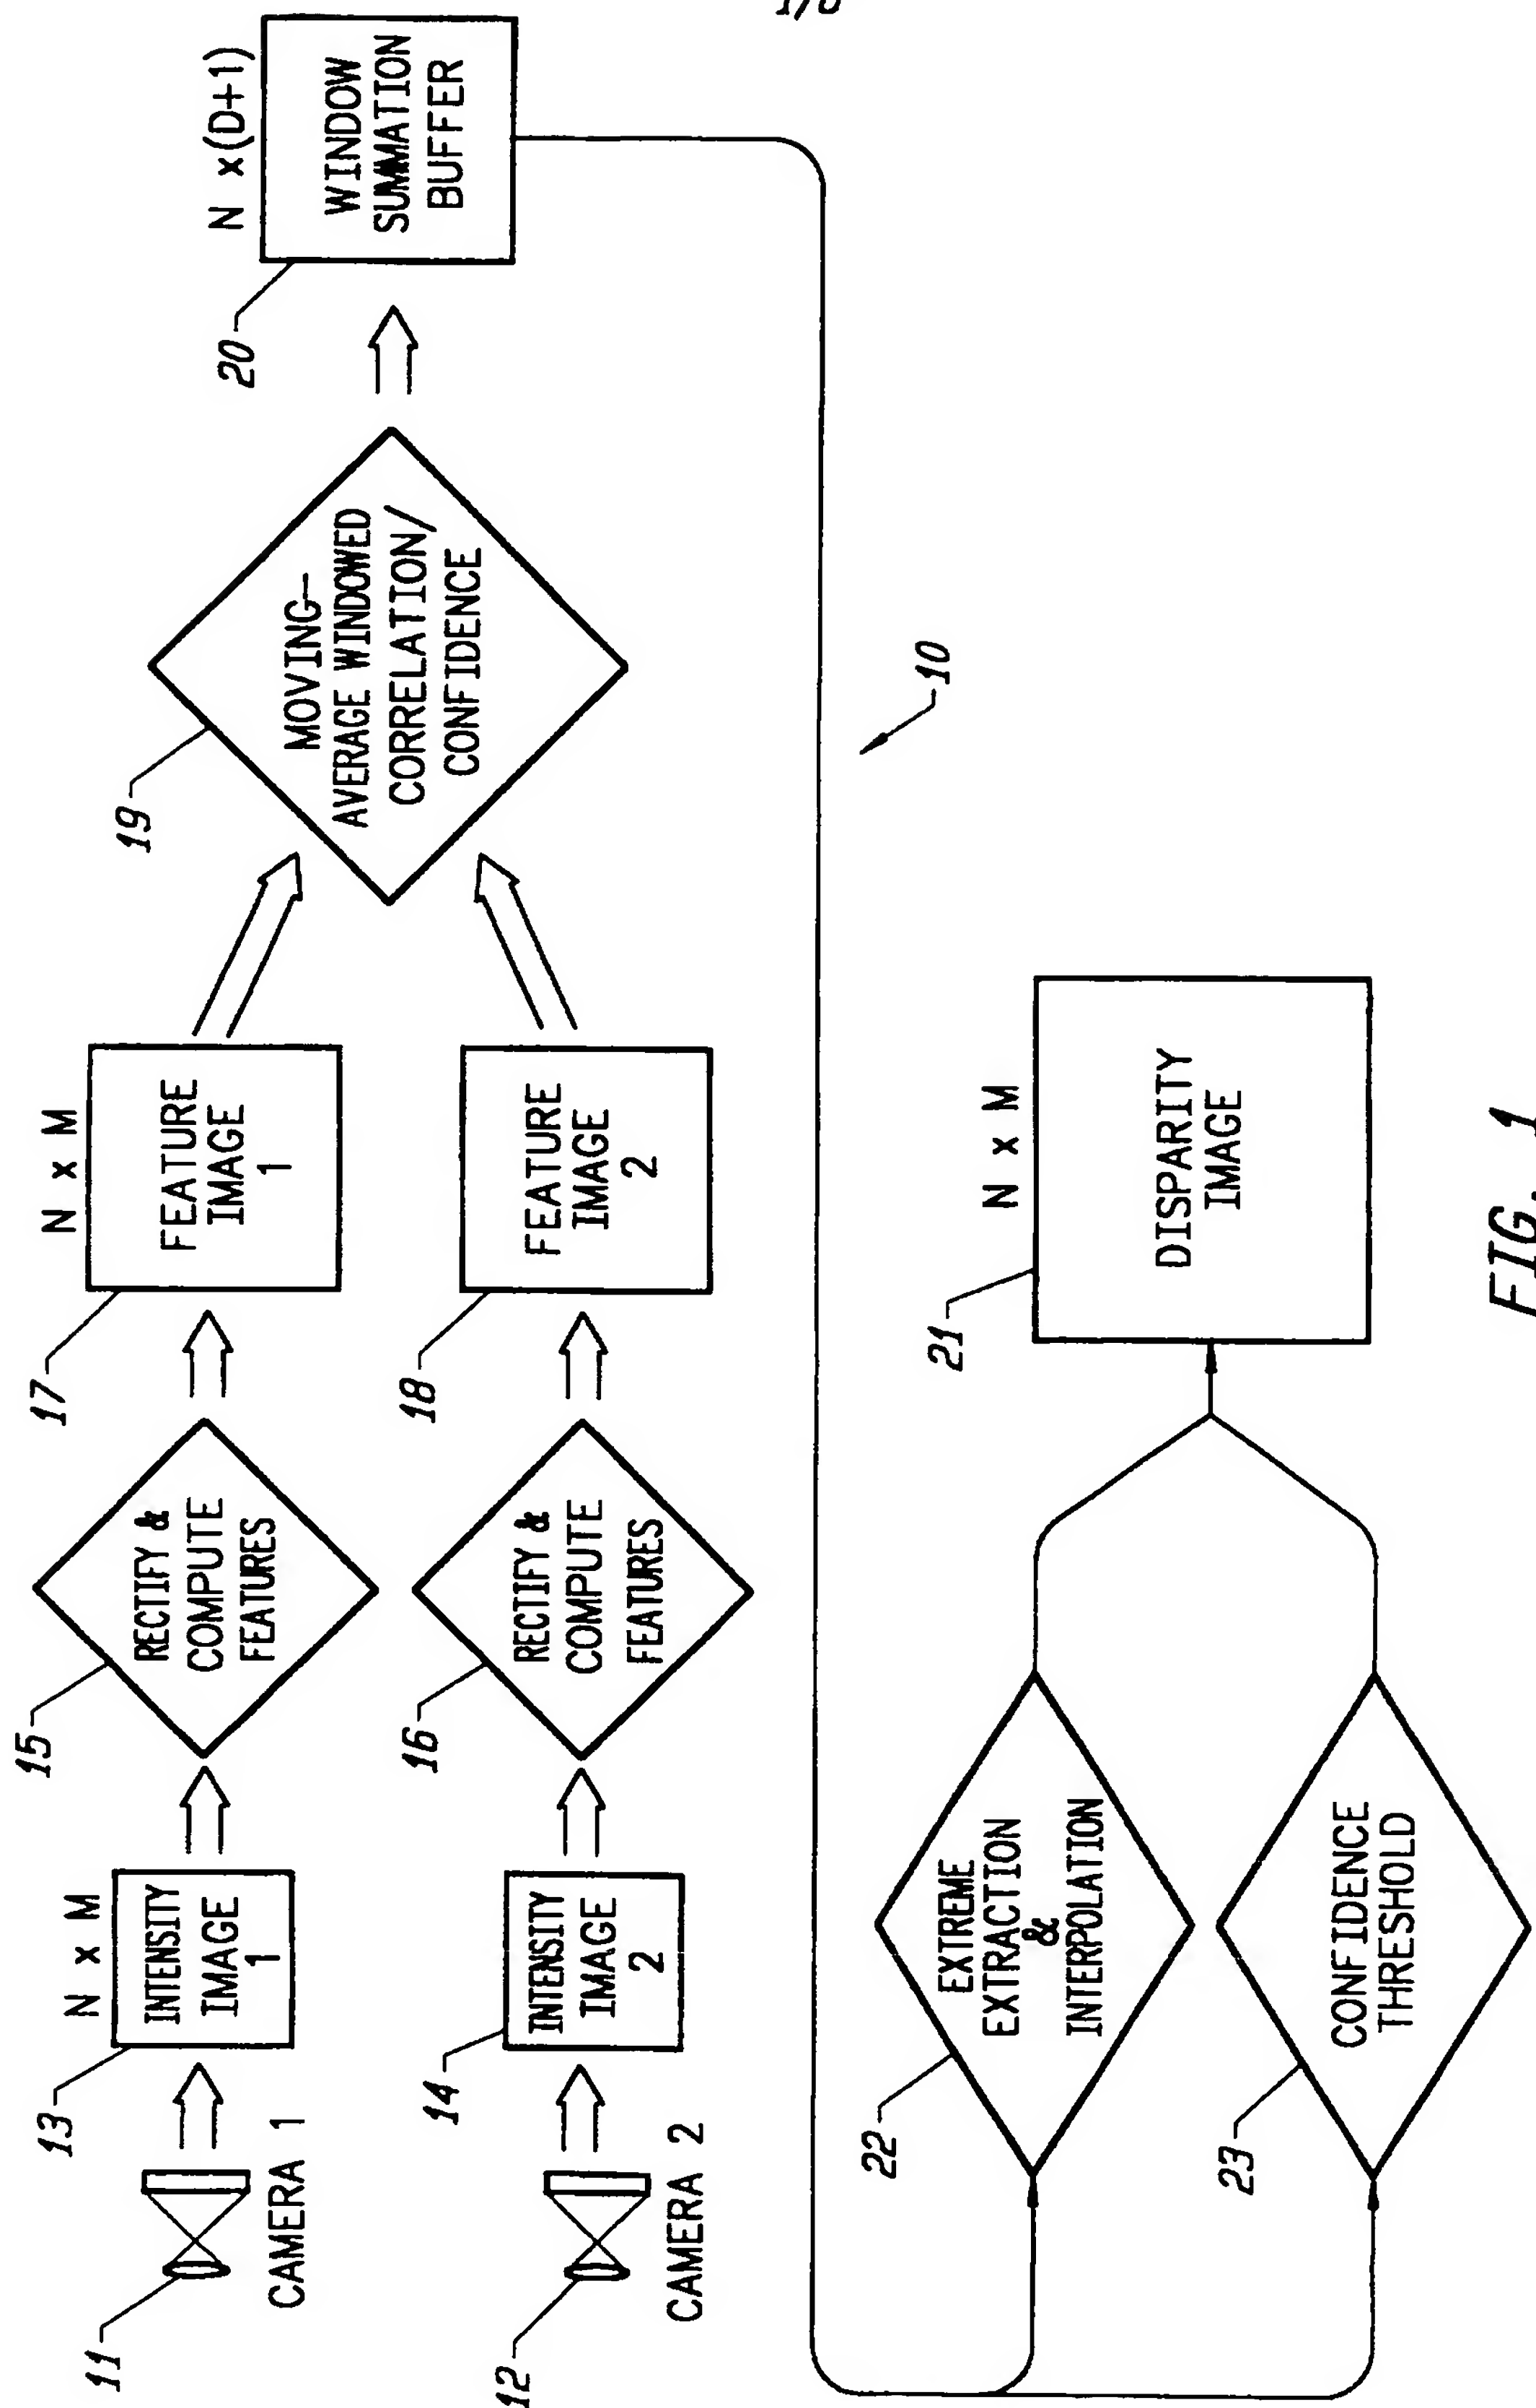 1/8
11
CAMERA 1
13
N x M
INTENSITY
IMAGE
1
15
RECTIFY &
COMPUTE
FEATURES
17
N x M
FEATURE
IMAGE
1
12
CAMERA 2
14
INTENSITY
IMAGE
2
16
RECTIFY &
COMPUTE
FEATURES
18
FEATURE
IMAGE
2
19
MOVING-
AVERAGE WINDOWED
CORRELATION/
CONFIDENCE
20
N x(D+1)
WINDOW
SUMMATION
BUFFER
10
22
EXTREME
EXTRACTION
&
INTERPOLATION
23
CONFIDENCE
THRESHOLD
21
N x M
DISPARITY
IMAGE
FIG. 1